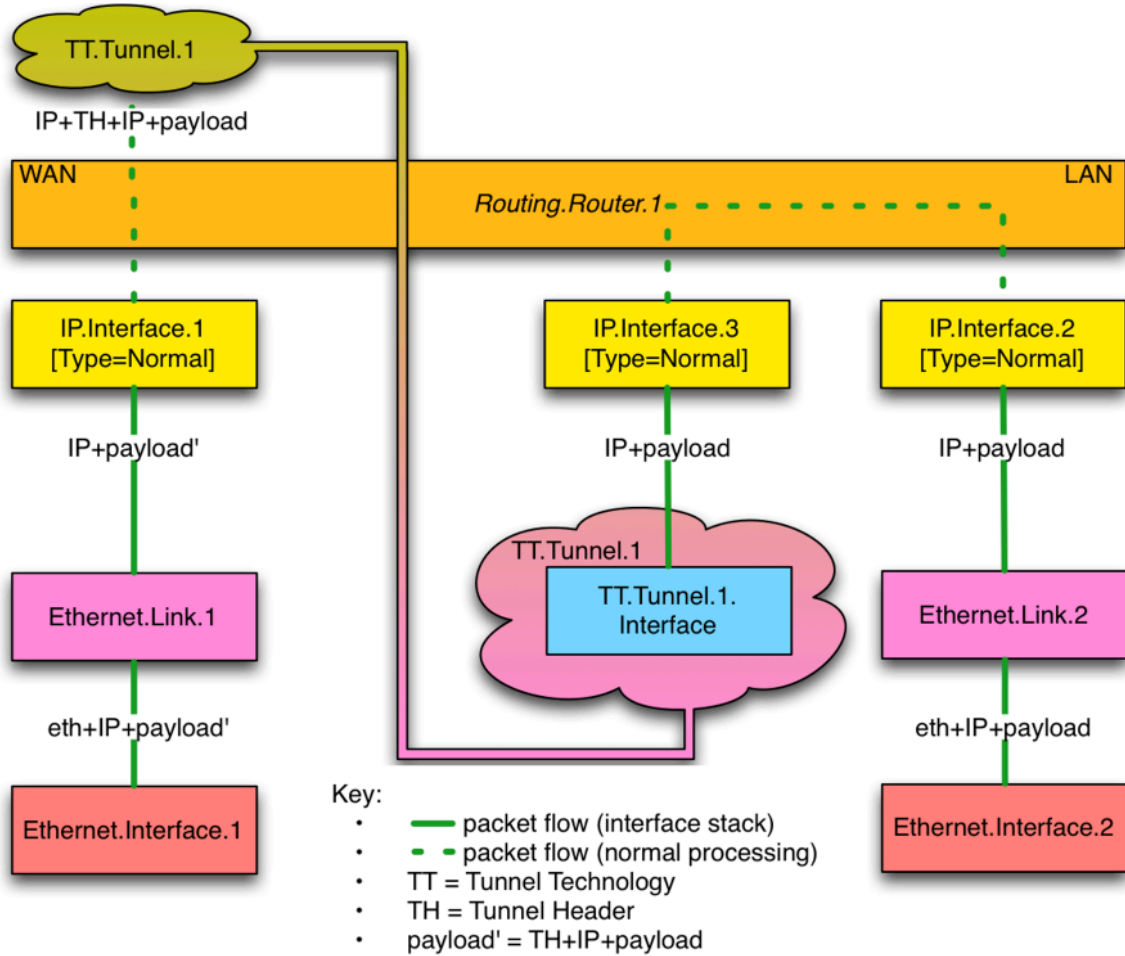 TT.Tunnel.1
IP+TH+IP+payload
WAN
LAN
Routing.Router.1
IP.Interface.1
[Type=Normal]
IP.Interface.3
[Type=Normal]
IP.Interface.2
[Type=Normal]
IP+payload'
IP+payload
IP+payload
TT.Tunnel.1
TT.Tunnel.1.
Interface
Ethernet.Link.1
Ethernet.Link.2
eth+IP+payload'
eth+IP+payload
Ethernet.Interface.1
Ethernet.Interface.2
Key:
• packet flow (interface stack)
• packet flow (normal processing)
• TT = Tunnel Technology
• TH = Tunnel Header
• payload' = TH+IP+payload